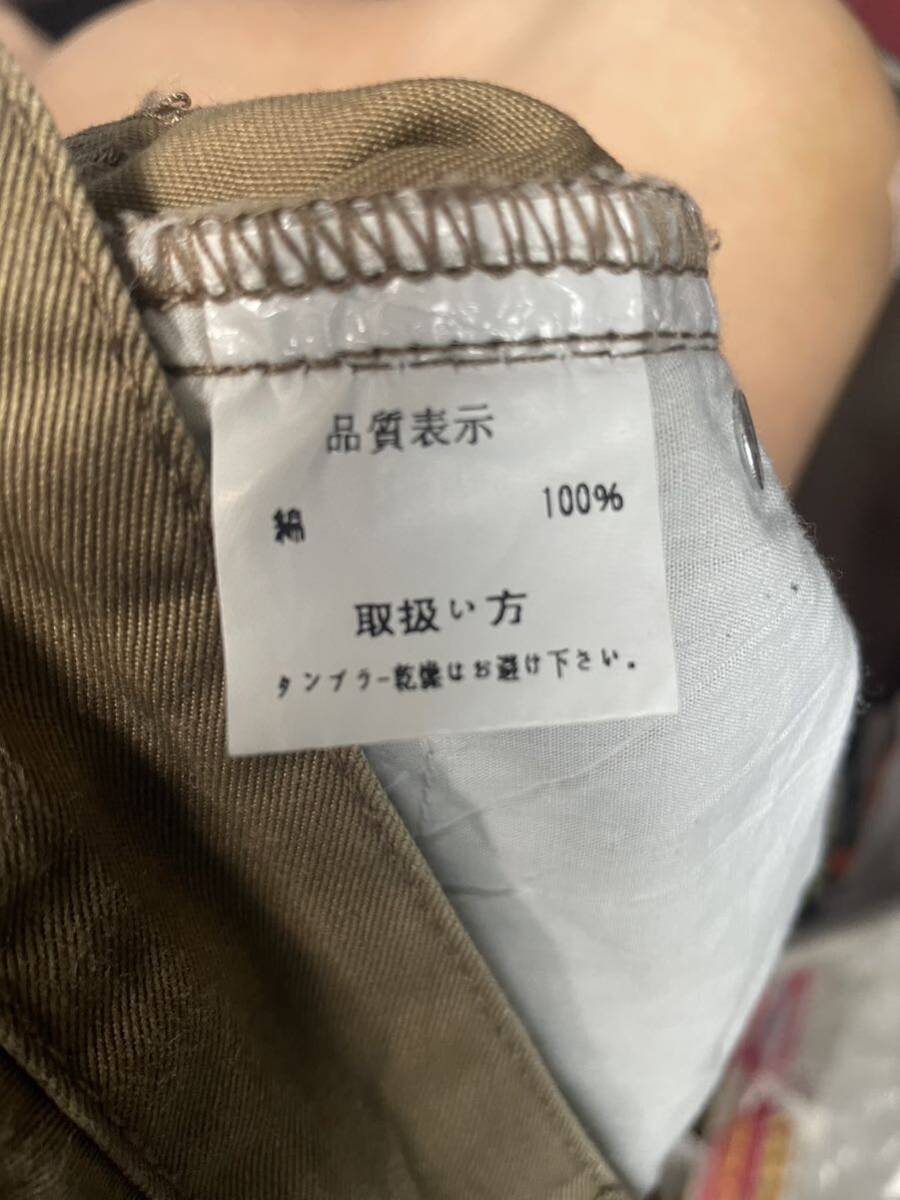 品質表示
綿 100%
取扱い方
タンブラー乾燥はお避け下さい。